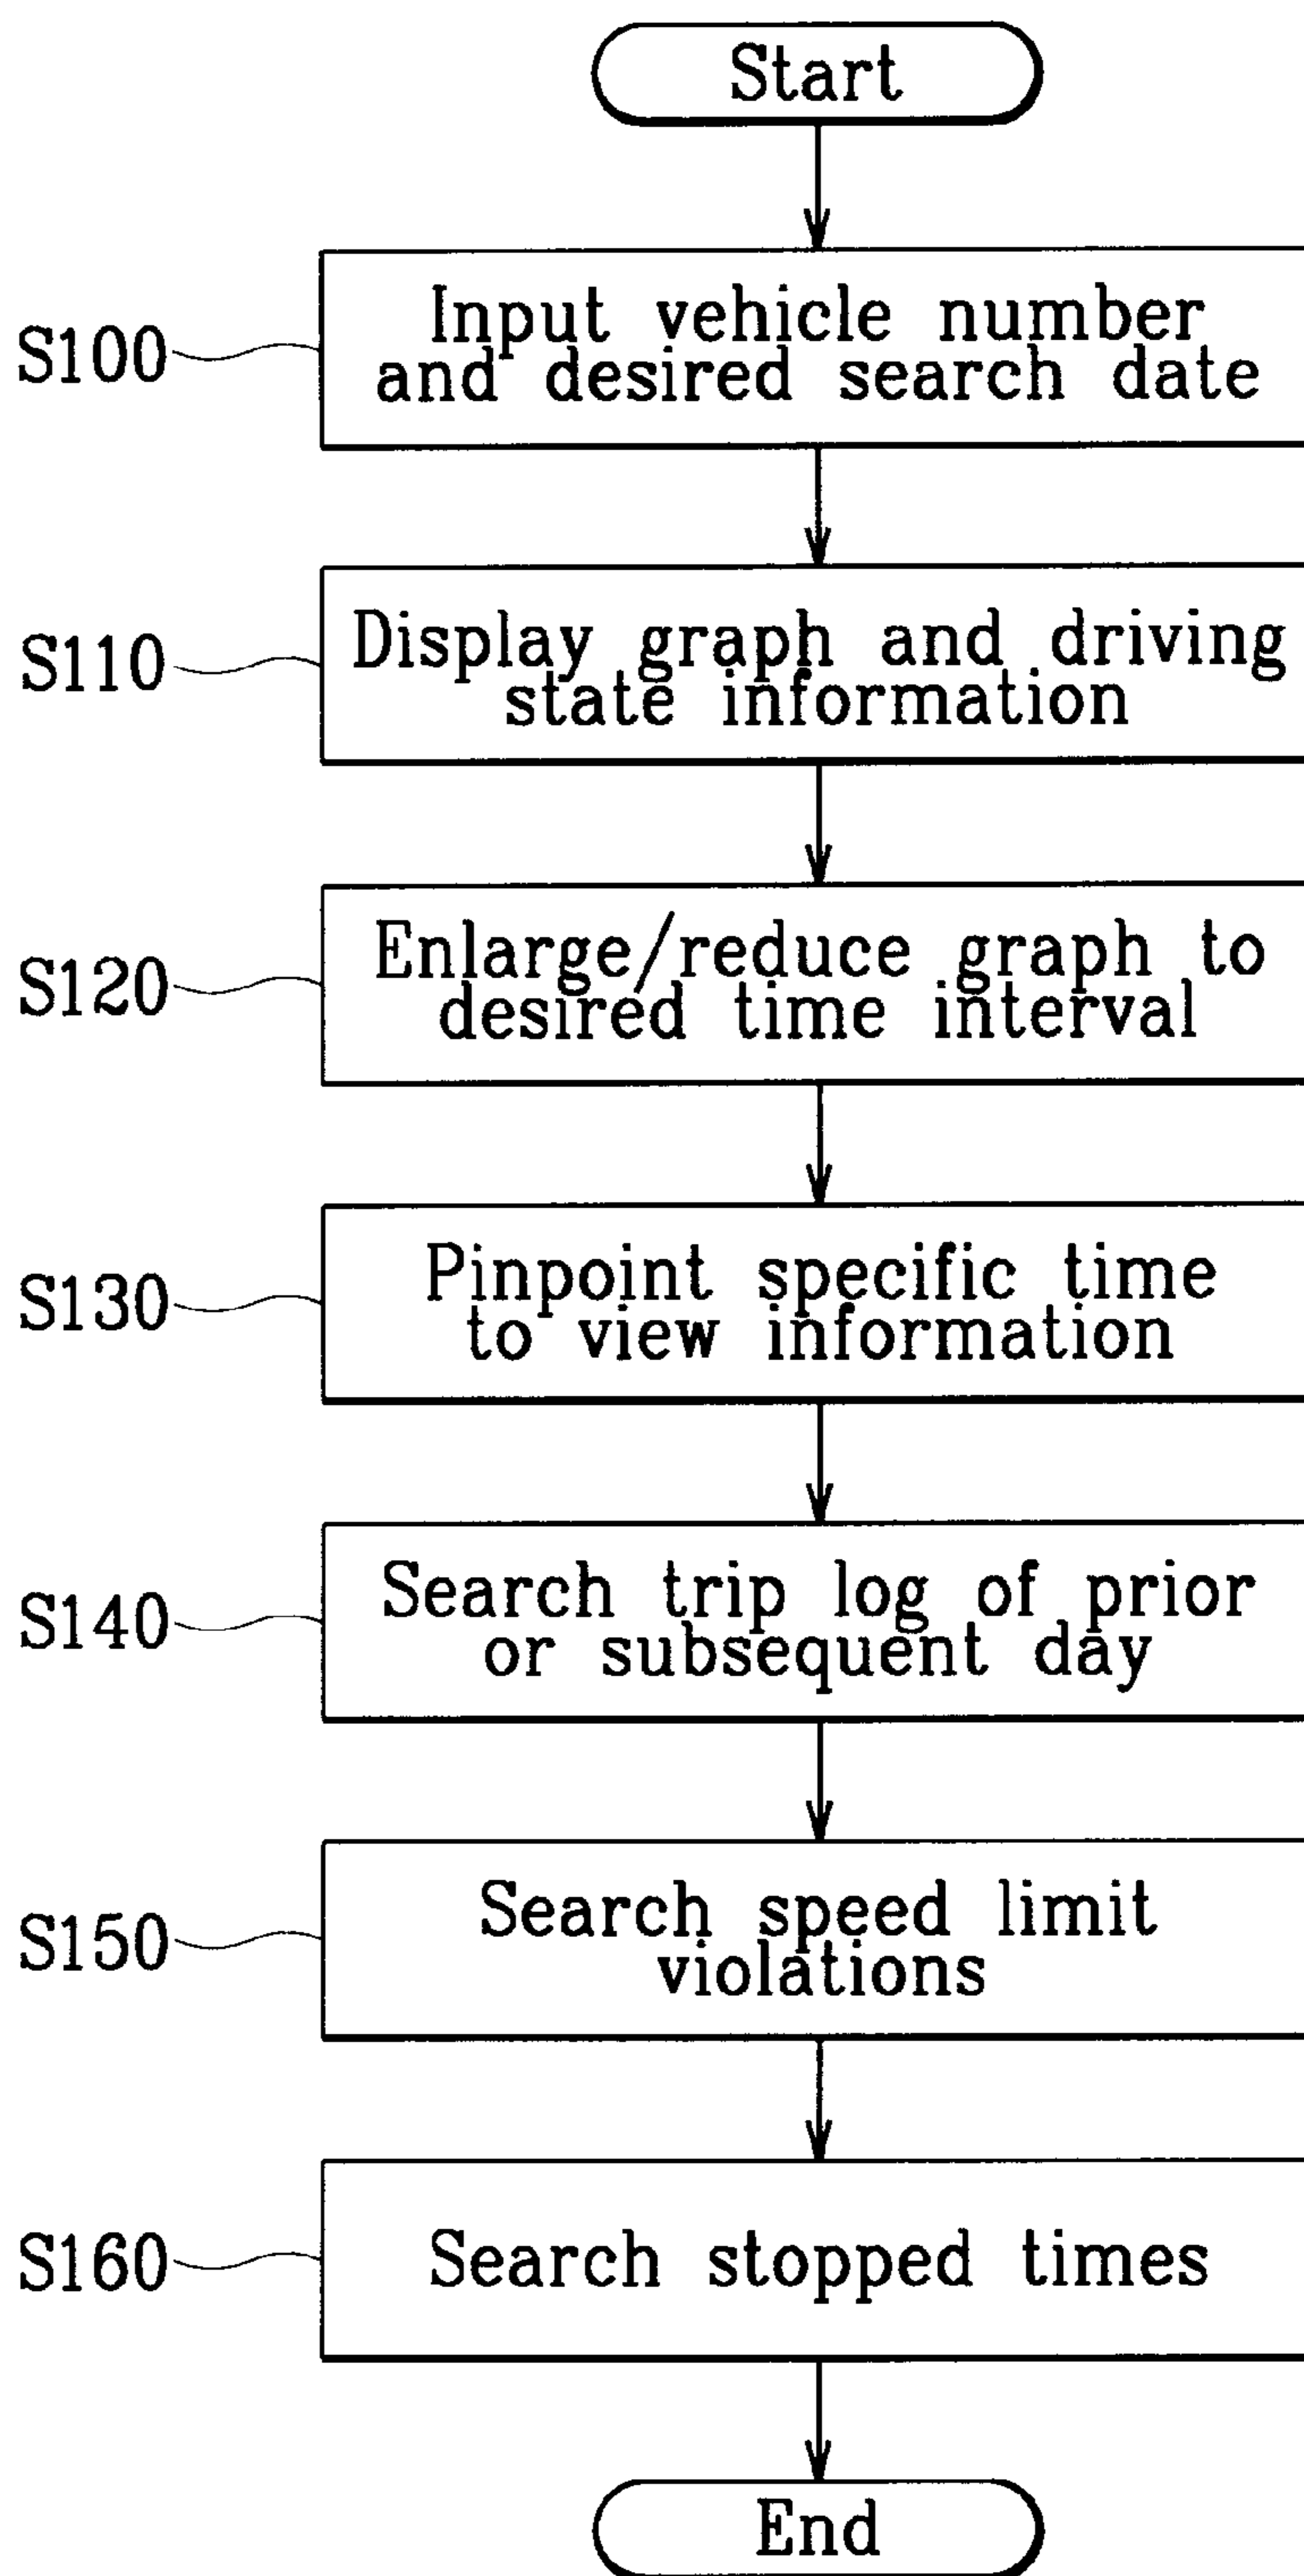 Start
S100
Input vehicle number
and desired search date
S110
Display graph and driving
state information
S120
Enlarge/reduce graph to
desired time interval
S130
Pinpoint specific time
to view information
S140
Search trip log of prior
or subsequent day
S150
Search speed limit
violations
S160
Search stopped times
End